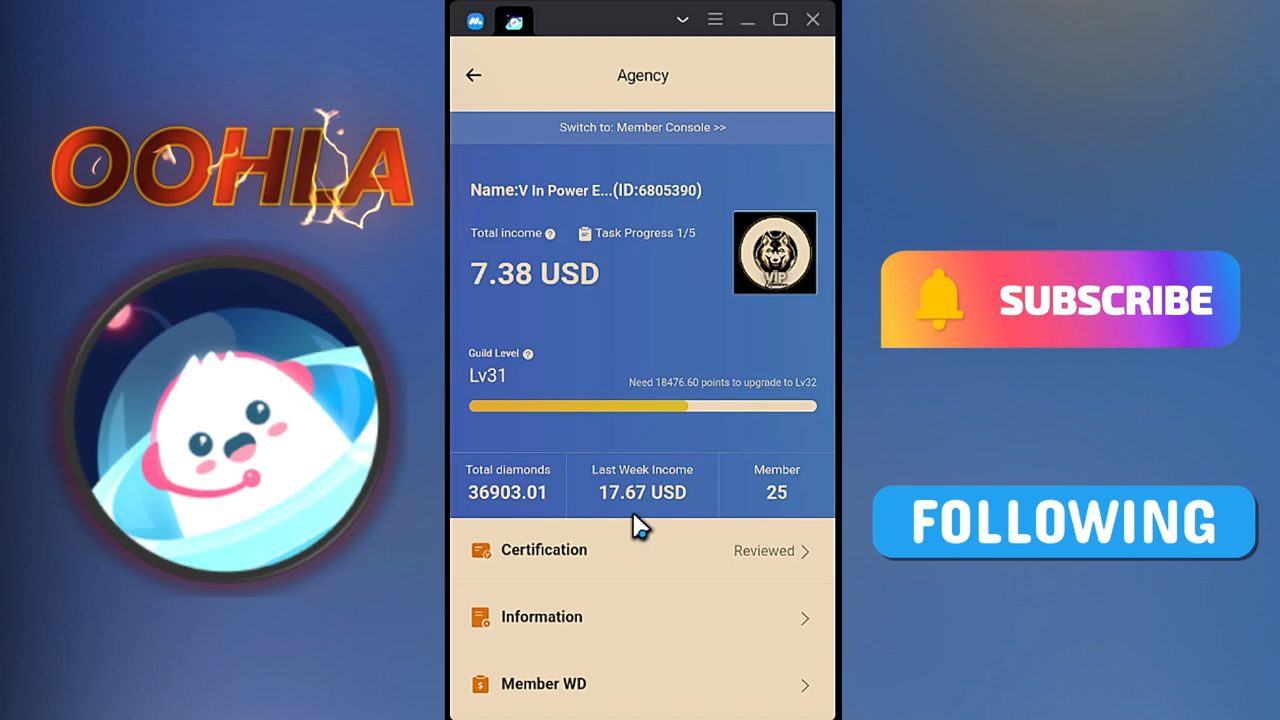 OOHLA
Agency
Switch to: Member Console >>
Name:V In Power E...(ID:6805390)
Total income ?
Task Progress 1/5
7.38 USD
VIP
Guild Level ?
Lv31
Need 18476.60 points to upgrade to Lv32
Total diamonds
36903.01
Last Week Income
17.67 USD
Member
25
Certification
Reviewed
Information
Member WD
SUBSCRIBE
FOLLOWING